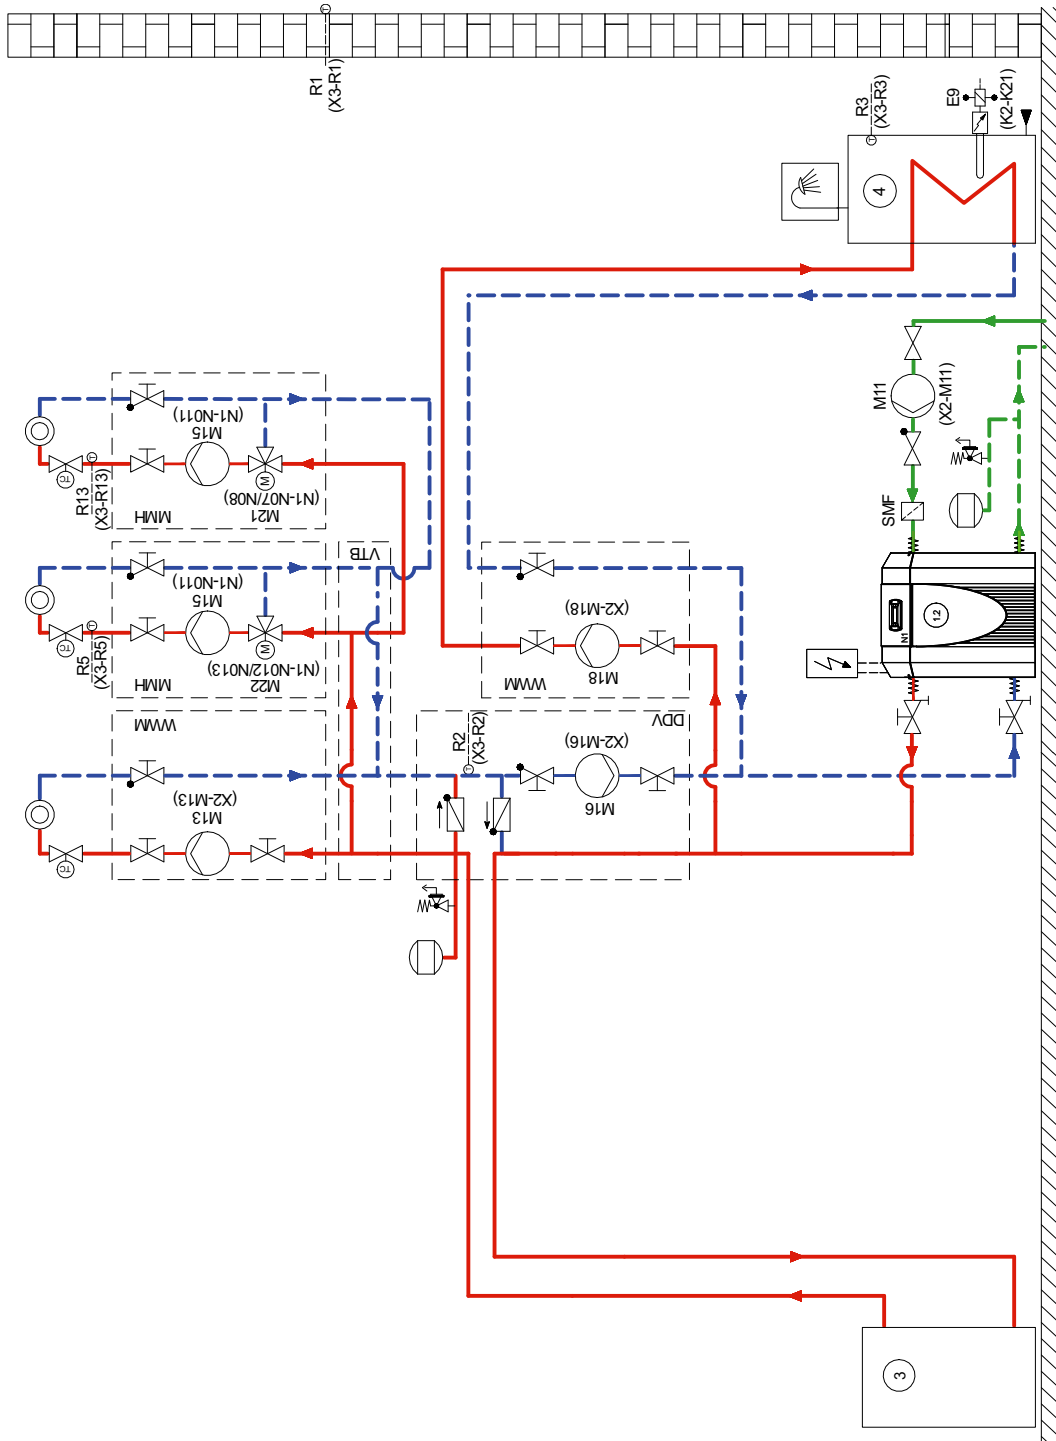 R1
(X3-R1)
R3
(X3-R3)
E9
(K2-K21)
4
T
T
TC
R13
(X3-R13)
T
(N1-N011)
M15
M
(N1-N07/N08)
M21
MMH
TC
R5
(X3-R5)
T
(N1-N011)
M15
M
(N1-N012/N013)
M22
MMH
VTB
TC
WWM
(X2-M13)
M13
R2
(X3-R2)
T
DDV
(X2-M16)
M16
(X2-M18)
M18
WWM
M11
(X2-M11)
SMF
N1
1.2
3